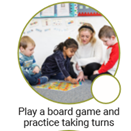 Play a board game and
practice taking turns